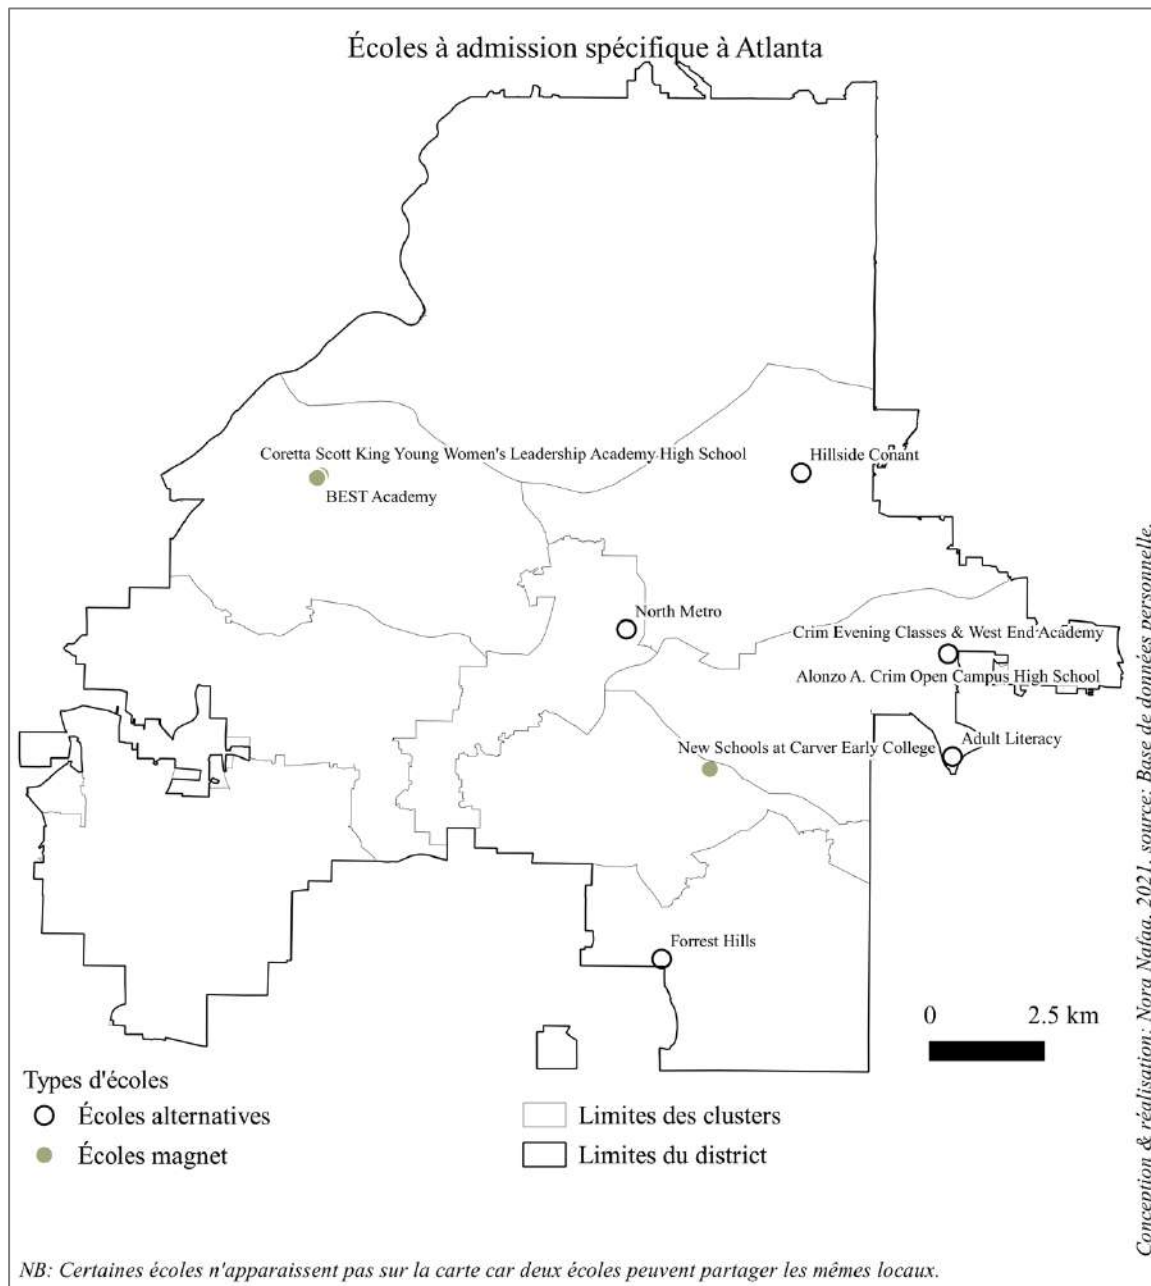 Écoles à admission spécifique à Atlanta
Coretta Scott King Young Women's Leadership Academy High School
BEST Academy
Hillside Conant
North Metro
Crim Evening Classes & West End Academy
Alonzo A. Crim Open Campus High School
New Schools at Carver Early College
Adult Literacy
Forrest Hills
0 2.5 km
Types d'écoles
Écoles alternatives
Écoles magnet
Limites des clusters
Limites du district
Conception & réalisation: Nora Nafaa, 2021, source: Base de données personnelle.
NB: Certaines écoles n'apparaissent pas sur la carte car deux écoles peuvent partager les mêmes locaux.